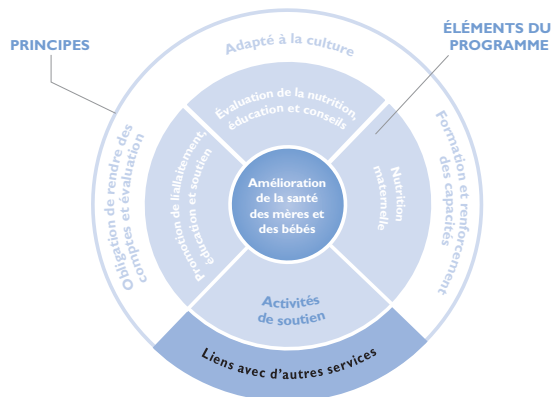 PRINCIPES
ÉLÉMENTS DU
PROGRAMME
Adapté à la culture
Évaluation de la nutrition,
éducation et conseils
Obligation de rendre des
comptes et évaluation
Promotion de liallaitement,
éducation et soutien
Amélioration
de la santé
des mères et
des bébés
Nutrition
maternelle
Formation et renforcement
des capacités
Activités
de soutien
Liens avec d'autres services